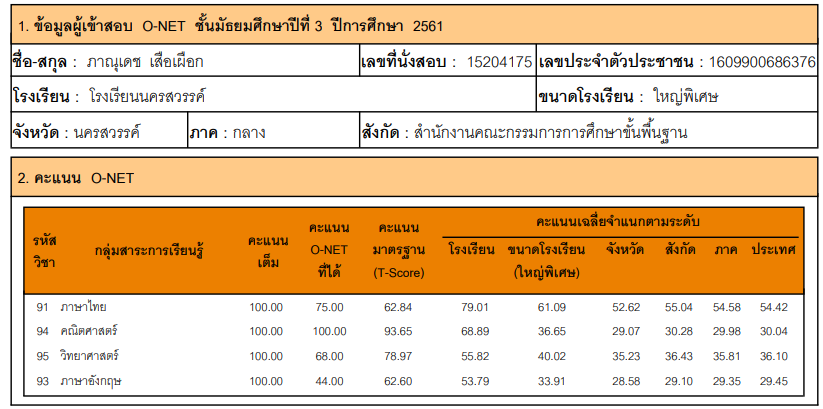 1. ข้อมูลผู้เข้าสอบ O-NET ชั้นมัธยมศึกษาปีที่ 3 ปีการศึกษา 2561
ชื่อ-สกุล : ภาณุเดช เสือเผือก เลขที่นั่งสอบ : 15204175 เลขประจำตัวประชาชน : 1609900686376
โรงเรียน : โรงเรียนนครสวรรค์ ขนาดโรงเรียน : ใหญ่พิเศษ
จังหวัด : นครสวรรค์ ภาค : กลาง สังกัด : สำนักงานคณะกรรมการการศึกษาขั้นพื้นฐาน
2. คะแนน O-NET
รหัสวิชา กลุ่มสาระการเรียนรู้ คะแนนเต็ม คะแนน O-NET ที่ได้ คะแนนมาตรฐาน (T-Score) คะแนนเฉลี่ยจำแนกตามระดับ
โรงเรียน ขนาดโรงเรียน (ใหญ่พิเศษ) จังหวัด สังกัด ภาค ประเทศ
91 ภาษาไทย 100.00 75.00 62.84 79.01 61.09 52.62 55.04 54.58 54.42
94 คณิตศาสตร์ 100.00 100.00 93.65 68.89 36.65 29.07 30.28 29.98 30.04
95 วิทยาศาสตร์ 100.00 68.00 78.97 55.82 40.02 35.23 36.43 35.81 36.10
93 ภาษาอังกฤษ 100.00 44.00 62.60 53.79 33.91 28.58 29.10 29.35 29.45